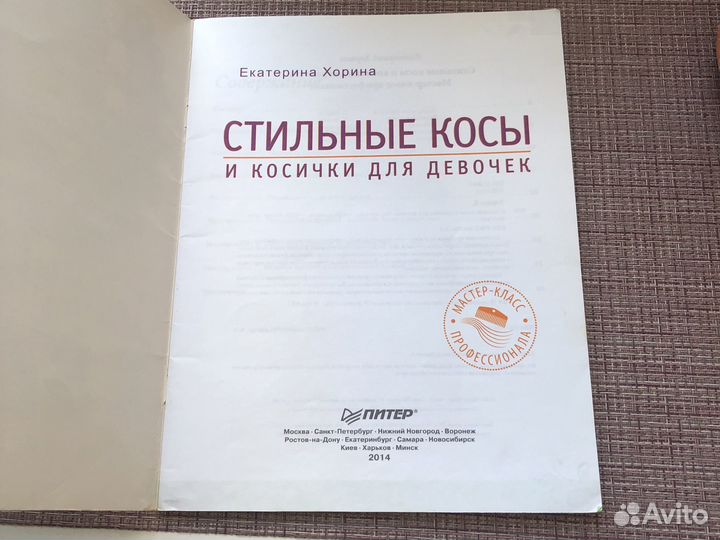 Екатерина Хорина
СТИЛЬНЫЕ КОСЫ
И КОСИЧКИ ДЛЯ ДЕВОЧЕК
МАСТЕР-КЛАСС
ПРОФЕССИОНАЛА
ПИТЕР®
Москва · Санкт-Петербург · Нижний Новгород · Воронеж
Ростов-на-Дону · Екатеринбург · Самара · Новосибирск
Киев · Харьков · Минск
2014
Avito